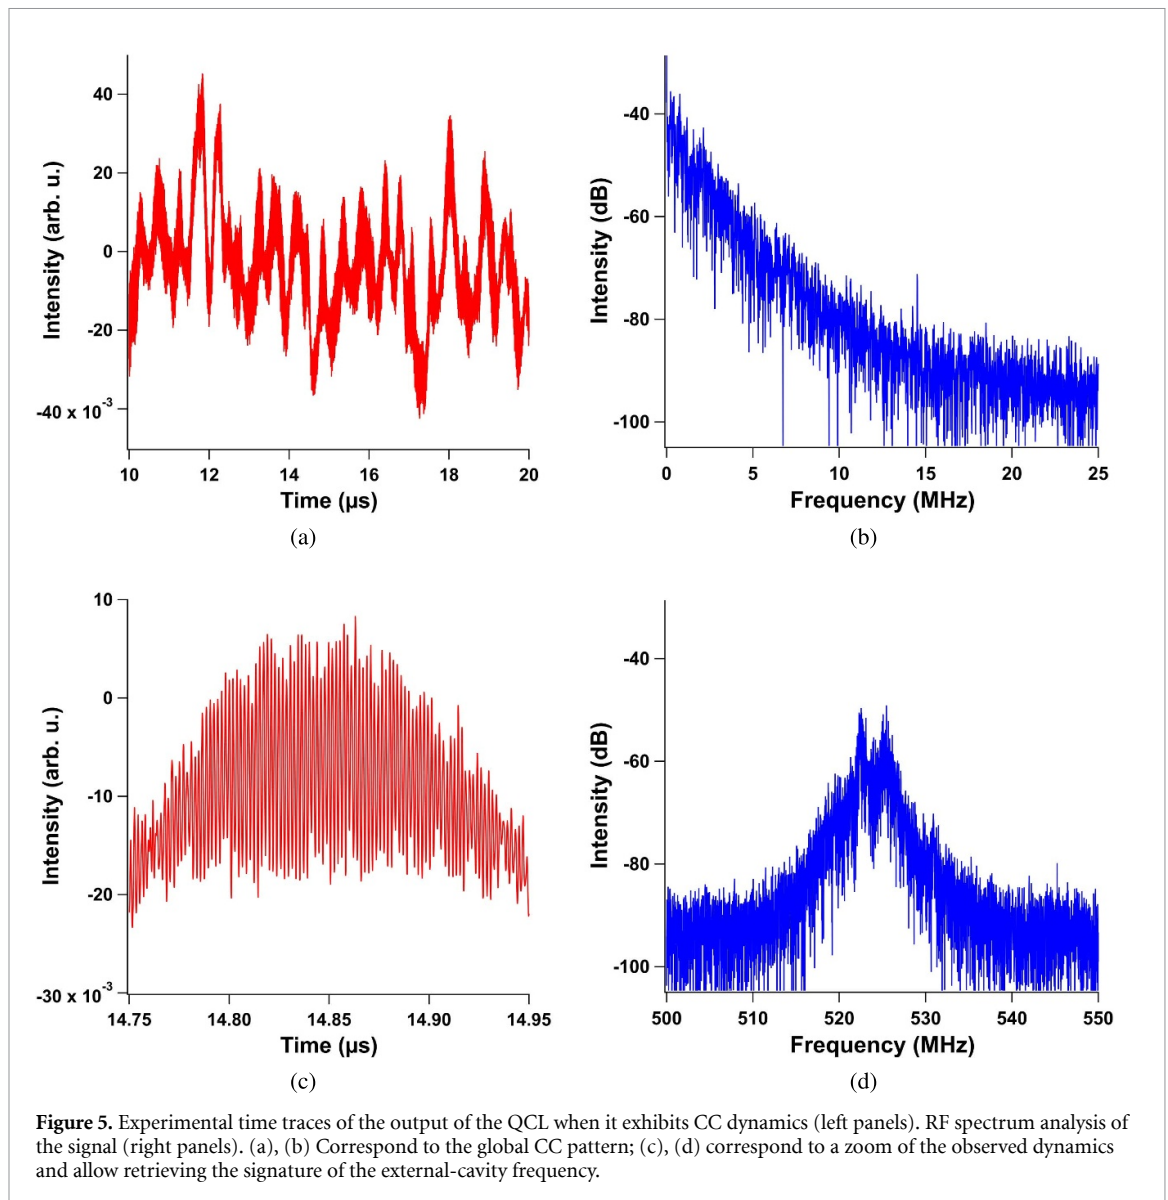 40
20
0
-20
-40 x 10-3
Intensity (arb. u.)
10 12 14 16 18 20
Time (µs)
(a)
-40
-60
-80
-100
Intensity (dB)
0 5 10 15 20 25
Frequency (MHz)
(b)
10
0
-10
-20
-30 x 10-3
Intensity (arb. u.)
14.75 14.80 14.85 14.90 14.95
Time (µs)
(c)
-40
-60
-80
-100
Intensity (dB)
500 510 520 530 540 550
Frequency (MHz)
(d)
Figure 5. Experimental time traces of the output of the QCL when it exhibits CC dynamics (left panels). RF spectrum analysis of
the signal (right panels). (a), (b) Correspond to the global CC pattern; (c), (d) correspond to a zoom of the observed dynamics
and allow retrieving the signature of the external-cavity frequency.